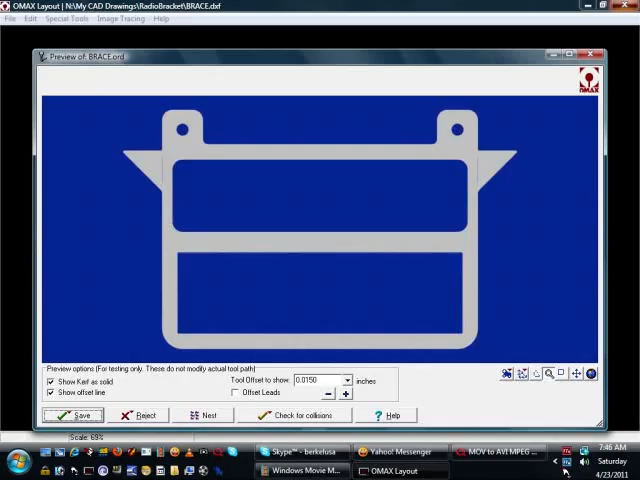 OMAX Layout | N:\My CAD Drawings\RadioBracket\BRACE.dxf
File Edit Special Tools Image Tracing Help
Preview of: BRACE.ord
OMAX
Preview options (For testing only. These do not modify actual tool path)
Show Kerf as solid
Tool Offset to show: 0.0150 inches
Show offset line
Offset Leads
Save
Reject
Nest
Check for collisions
Help
Scale: 69%
Skype™ - berkelusa
Yahoo! Messenger
MOV to AVI MPEG ...
Windows Movie M...
OMAX Layout
7:46 AM
Saturday
4/23/2011